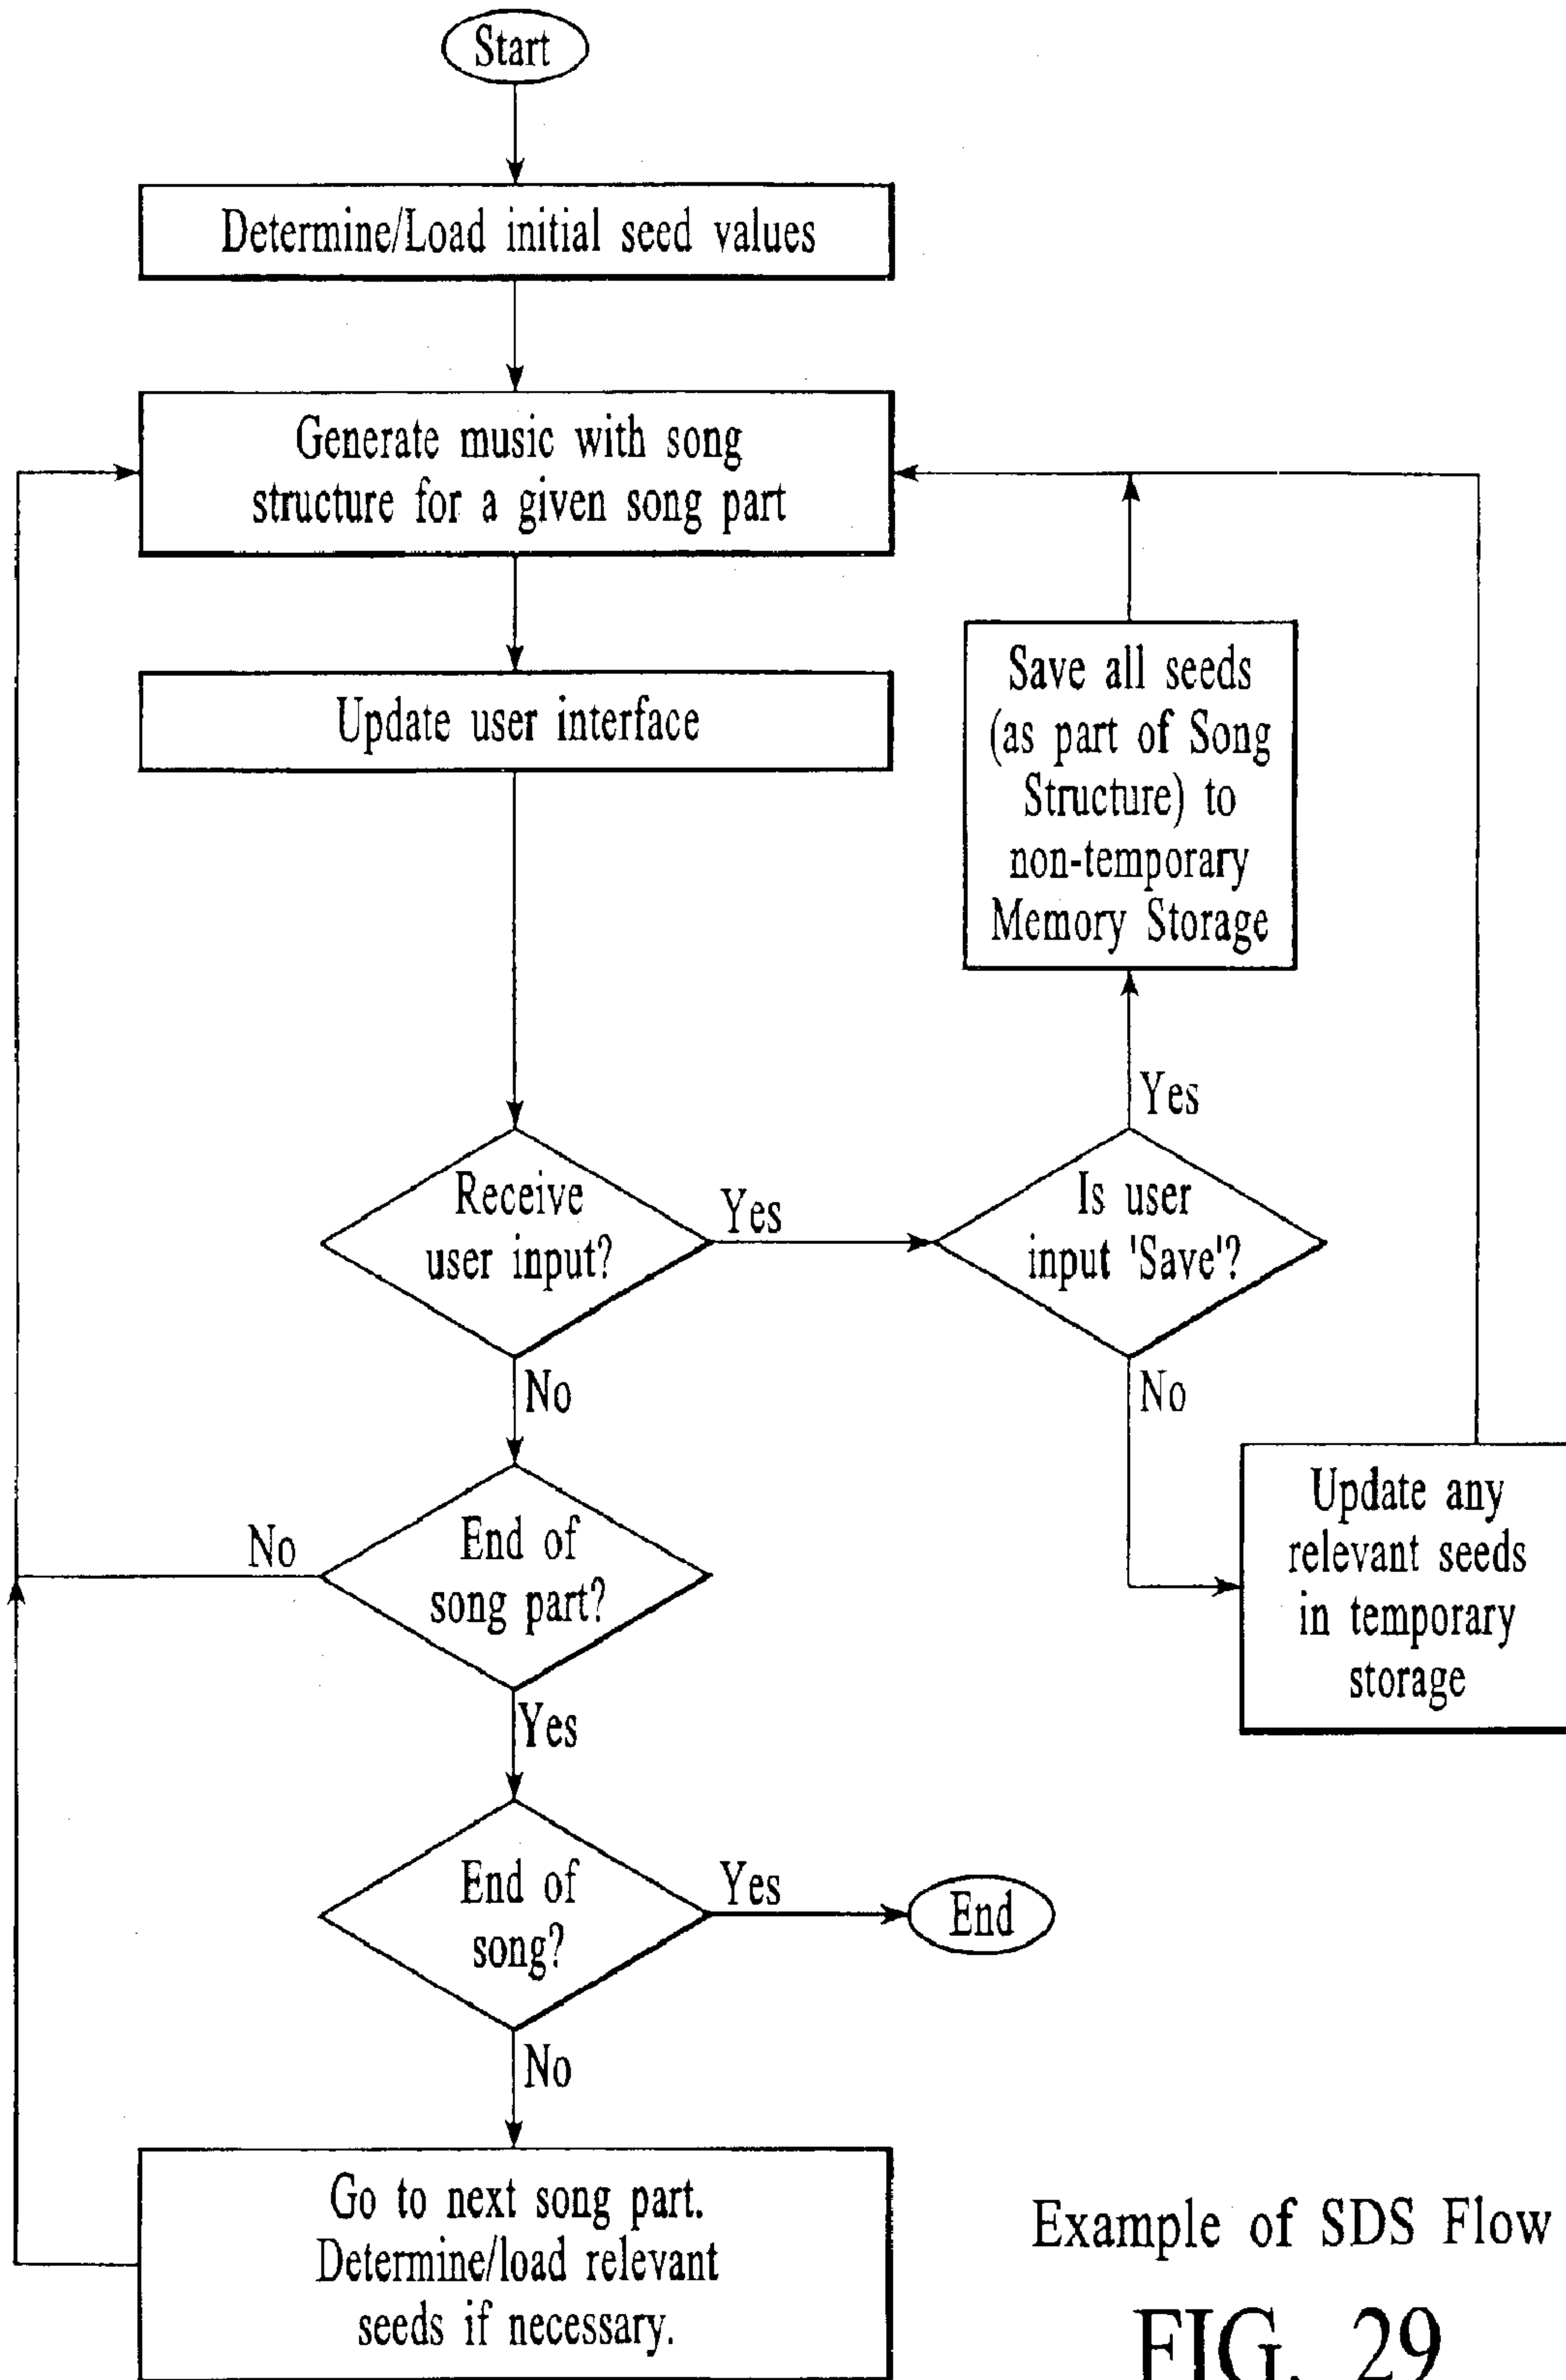 Start
Determine/Load initial seed values
Generate music with song
structure for a given song part
Update user interface
Save all seeds
(as part of Song
Structure) to
non-temporary
Memory Storage
Yes
Receive
user input?
Yes
Is user
input 'Save'?
No
No
Update any
relevant seeds
in temporary
storage
No
End of
song part?
Yes
End of
song?
Yes
End
No
Go to next song part.
Determine/load relevant
seeds if necessary.
Example of SDS Flow
FIG. 29